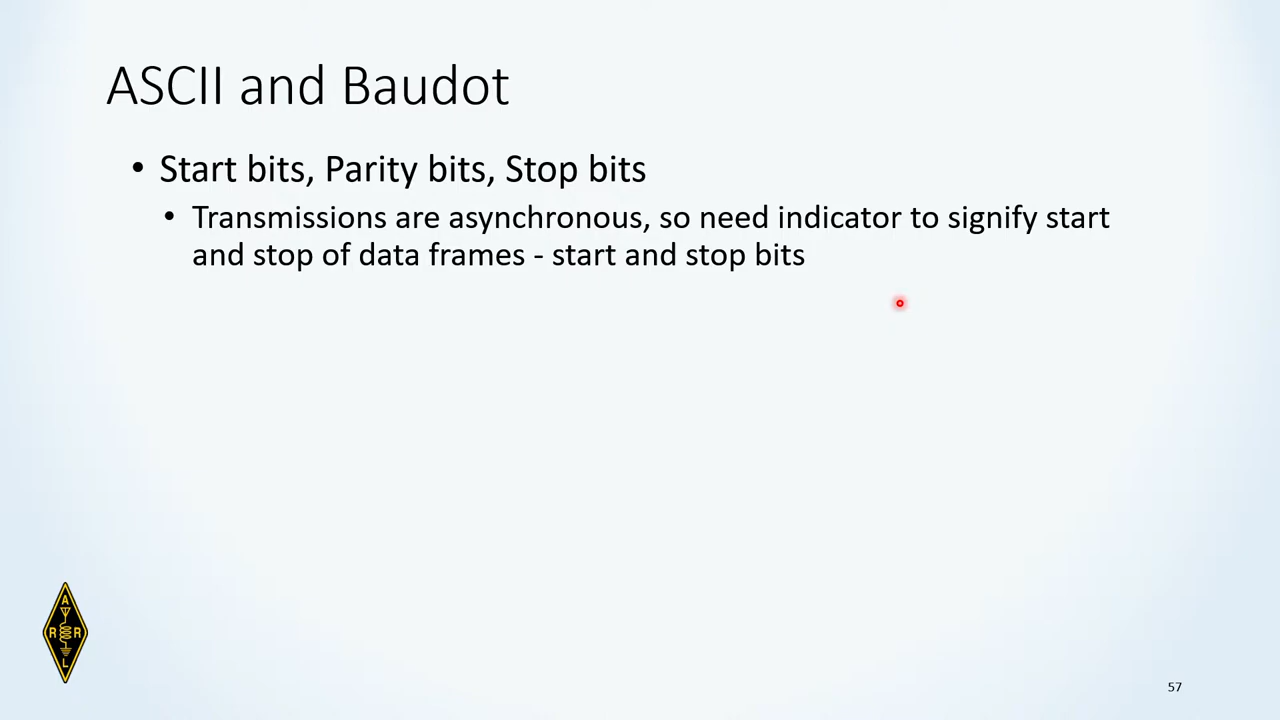 ASCII and Baudot
• Start bits, Parity bits, Stop bits
• Transmissions are asynchronous, so need indicator to signify start
and stop of data frames - start and stop bits
A
R R
L
57